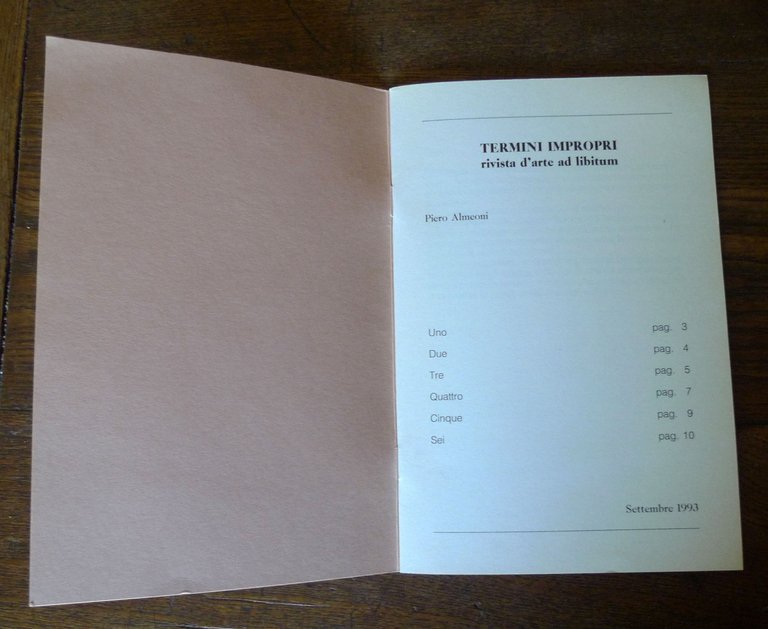 TERMINI IMPROPRI
rivista d'arte ad libitum
Piero Almeoni
Uno pag. 3
Due pag. 4
Tre pag. 5
Quattro pag. 7
Cinque pag. 9
Sei pag. 10
Settembre 1993